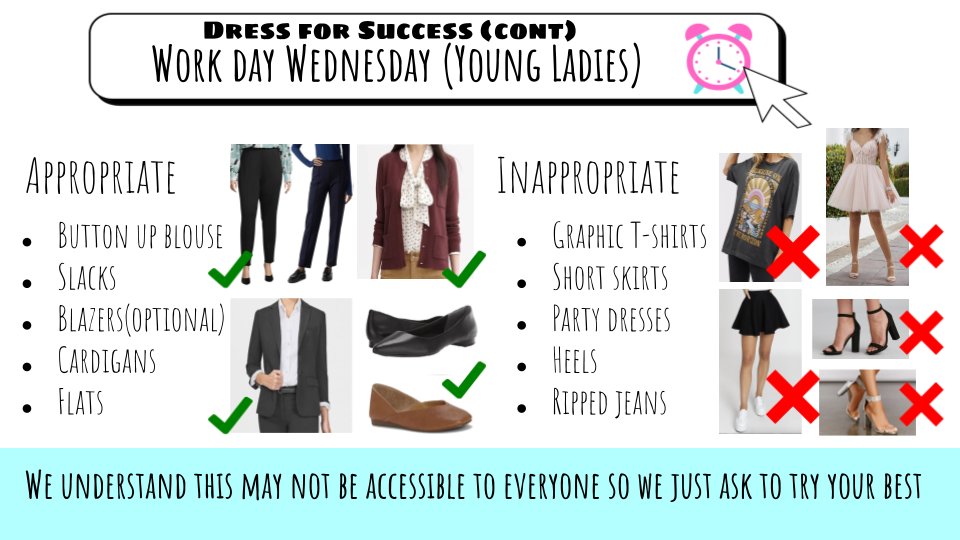 Dress for Success (cont)
Work day Wednesday (Young Ladies)
Appropriate
● Button up blouse
● Slacks
● Blazers(optional)
● Cardigans
● Flats
Inappropriate
● Graphic T-shirts
● Short skirts
● Party dresses
● Heels
● Ripped jeans
We understand this may not be accessible to everyone so we just ask to try your best